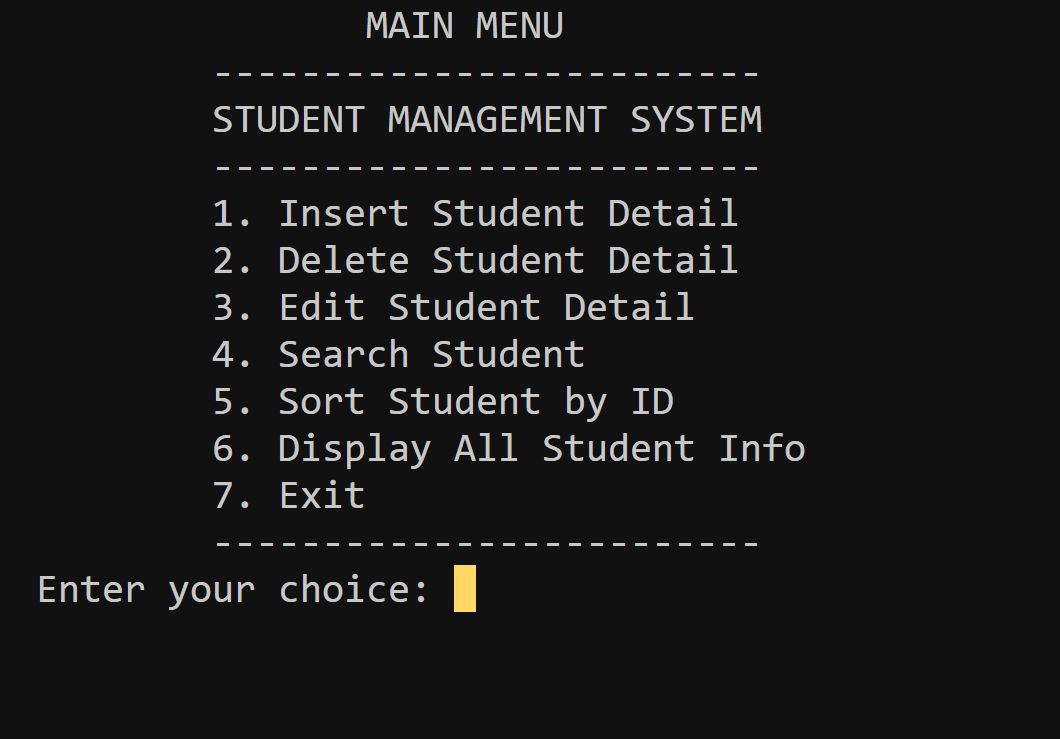 MAIN MENU
-------------------------
STUDENT MANAGEMENT SYSTEM
-------------------------
1. Insert Student Detail
2. Delete Student Detail
3. Edit Student Detail
4. Search Student
5. Sort Student by ID
6. Display All Student Info
7. Exit
-------------------------
Enter your choice: